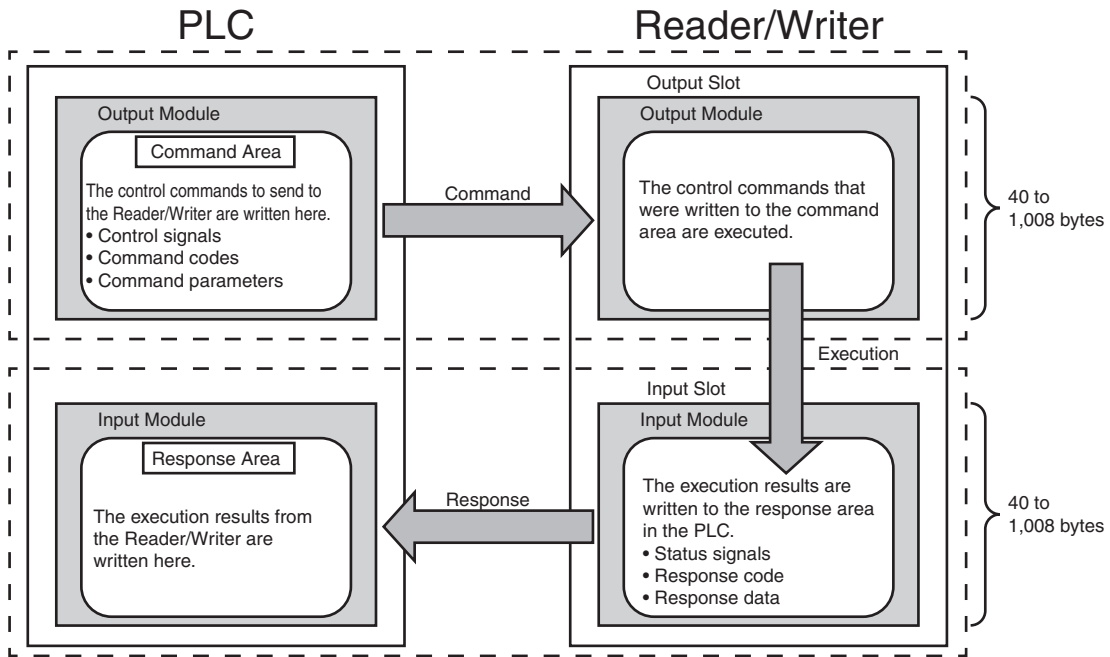 PLC
Reader/Writer
Output Slot
Output Module
Command Area
The control commands to send to
the Reader/Writer are written here.
• Control signals
• Command codes
• Command parameters
Command
Output Module
The control commands that
were written to the command
area are executed.
40 to
1,008 bytes
Execution
Input Slot
Input Module
Response Area
The execution results from
the Reader/Writer are
written here.
Response
Input Module
The execution results are
written to the response area
in the PLC.
• Status signals
• Response code
• Response data
40 to
1,008 bytes